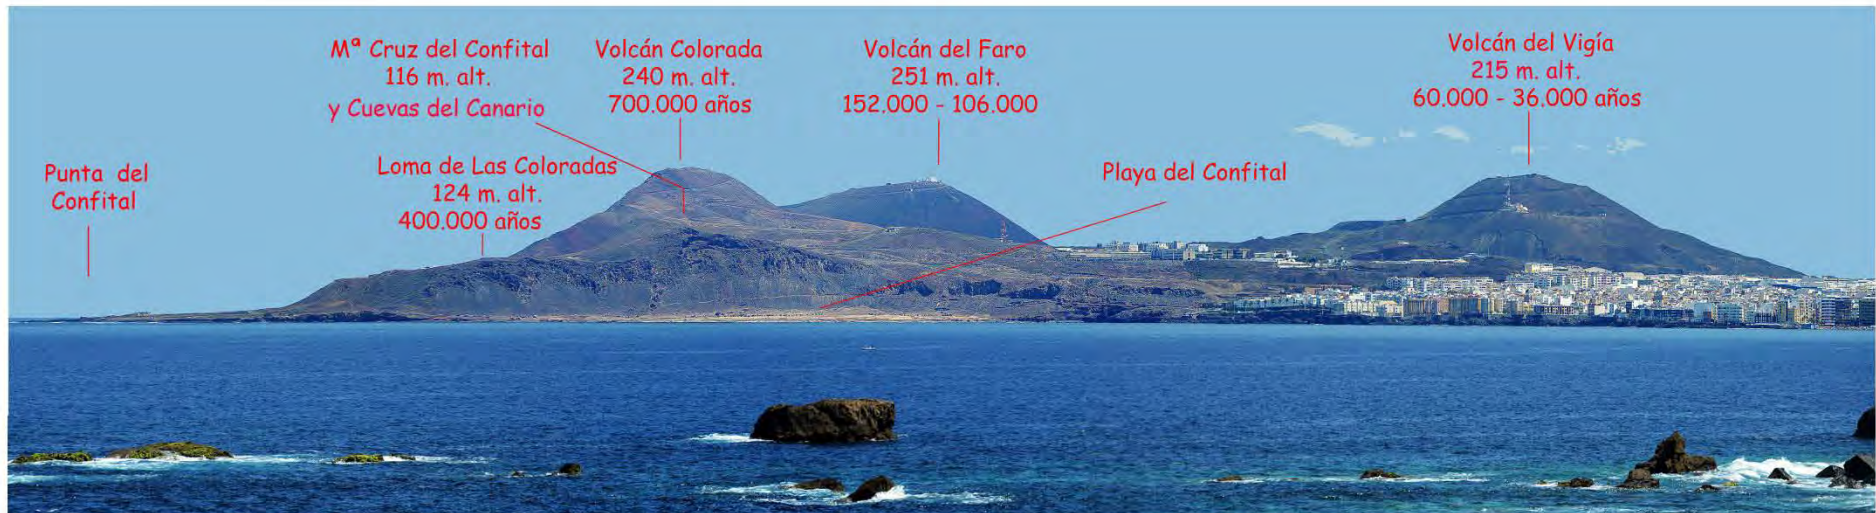 Punta del
Confital
Mª Cruz del Confital
116 m. alt.
y Cuevas del Canario
Loma de Las Coloradas
124 m. alt.
400.000 años
Volcán Colorada
240 m. alt.
700.000 años
Volcán del Faro
251 m. alt.
152.000 - 106.000
Playa del Confital
Volcán del Vigía
215 m. alt.
60.000 - 36.000 años